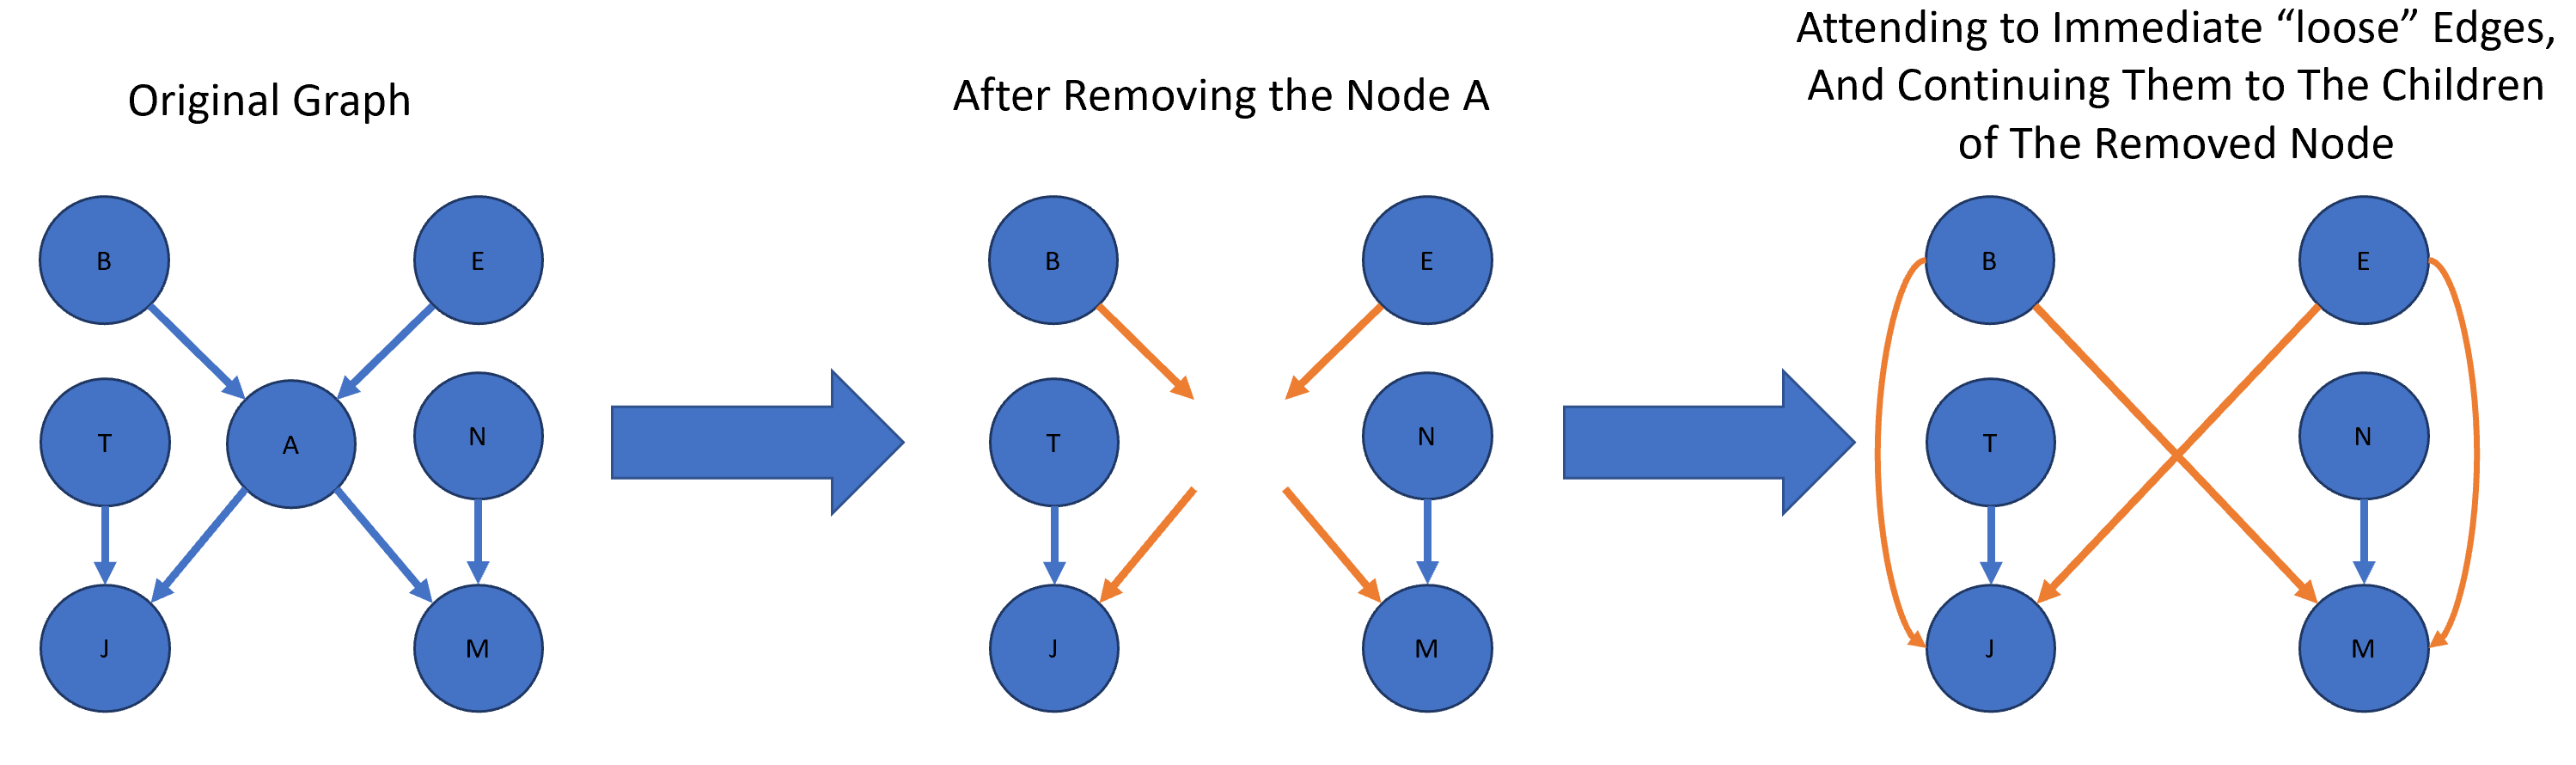 Original Graph
B
E
T
A
N
J
M
After Removing the Node A
B
E
T
N
J
M
Attending to Immediate “loose” Edges,
And Continuing Them to The Children
of The Removed Node
B
E
T
N
J
M